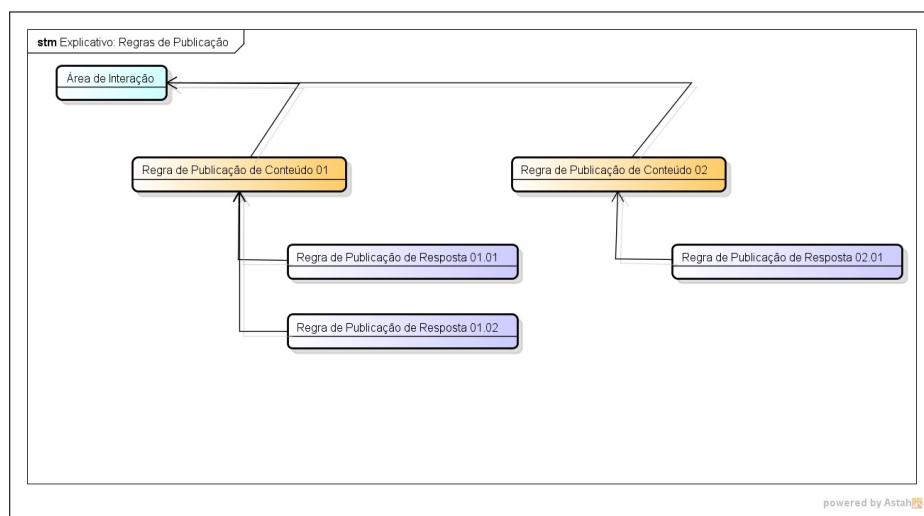 stm Explicativo: Regras de Publicação
Área de Interação
Regra de Publicação de Conteúdo 01
Regra de Publicação de Conteúdo 02
Regra de Publicação de Resposta 01.01
Regra de Publicação de Resposta 02.01
Regra de Publicação de Resposta 01.02
powered by Astah